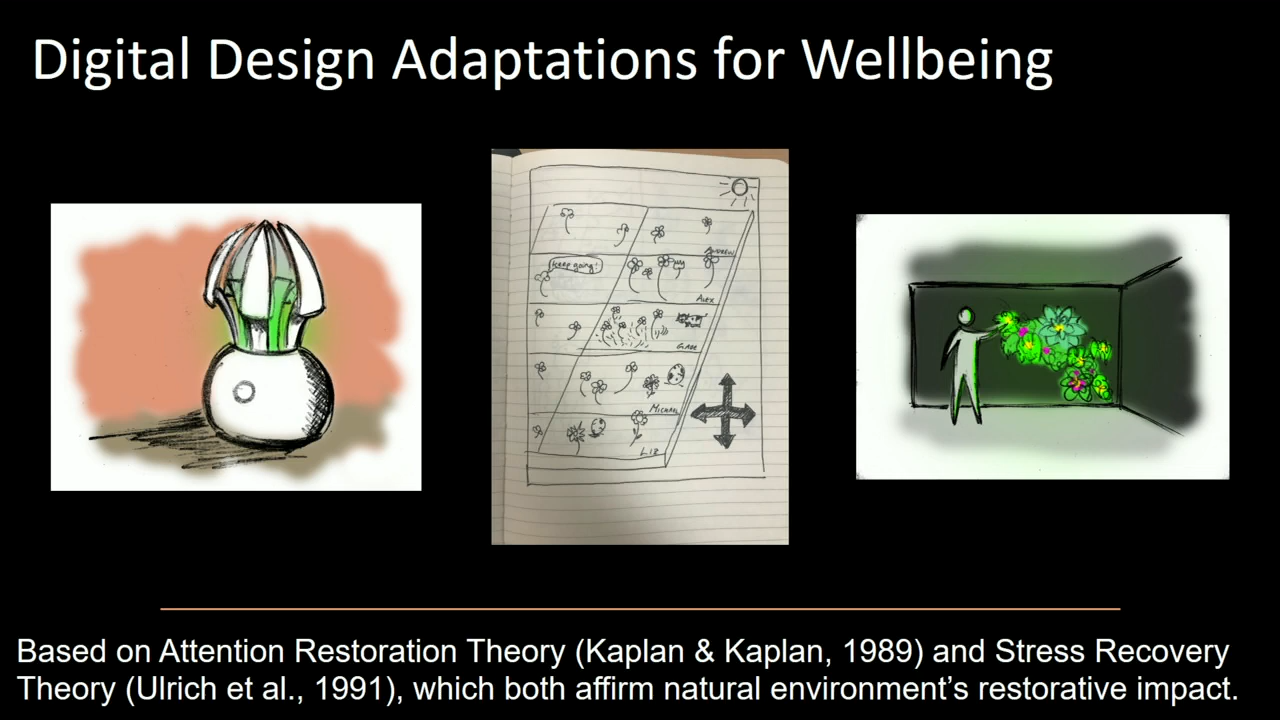 Digital Design Adaptations for Wellbeing
keep going!
ANDREW
ALEX
MICHAEL
LIZ
Based on Attention Restoration Theory (Kaplan & Kaplan, 1989) and Stress Recovery
Theory (Ulrich et al., 1991), which both affirm natural environment’s restorative impact.